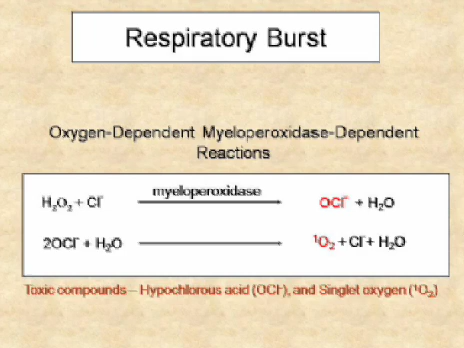 Respiratory Burst
Oxygen-Dependent Myeloperoxidase-Dependent
Reactions
myeloperoxidase
H₂O₂ + Cl⁻ → OCl⁻ + H₂O
2OCl⁻ + H₂O → ¹O₂ + Cl⁻ + H₂O
Toxic compounds – Hypochlorous acid (OCl⁻), and Singlet oxygen (¹O₂)